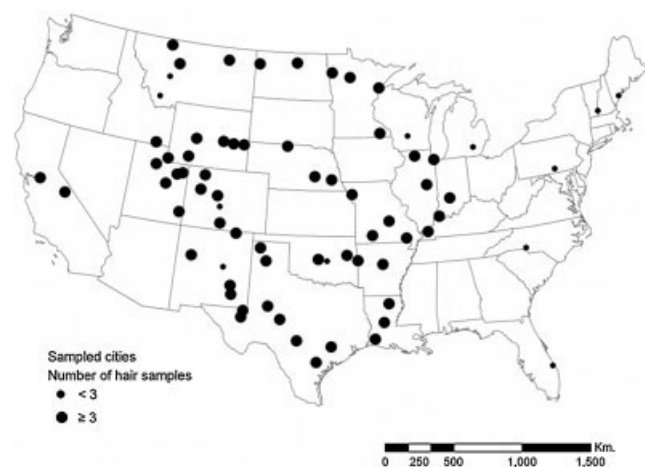 Sampled cities
Number of hair samples
< 3
≥ 3
Km.
0 250 500 1,000 1,500